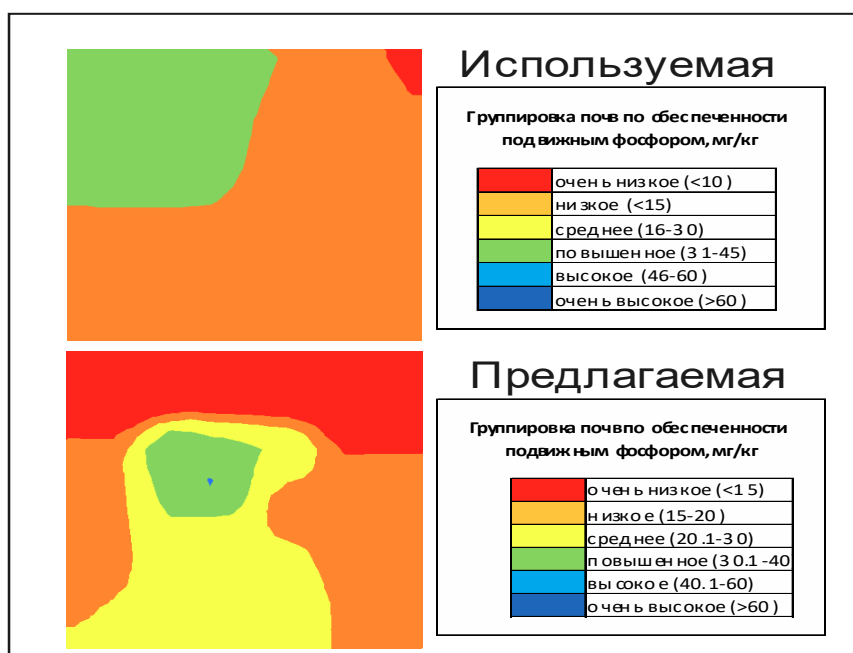 Используемая
Группировка почв по обеспеченности
подвижным фосфором, мг/кг
очень низкое (<10)
низкое (<15)
среднее (16-30)
повышенное (31-45)
высокое (46-60)
очень высокое (>60)
Предлагаемая
Группировка почв по обеспеченности
подвижным фосфором, мг/кг
очень низкое (<15)
низкое (15-20)
среднее (20.1-30)
повышенное (30.1-40
высокое (40.1-60)
очень высокое (>60)